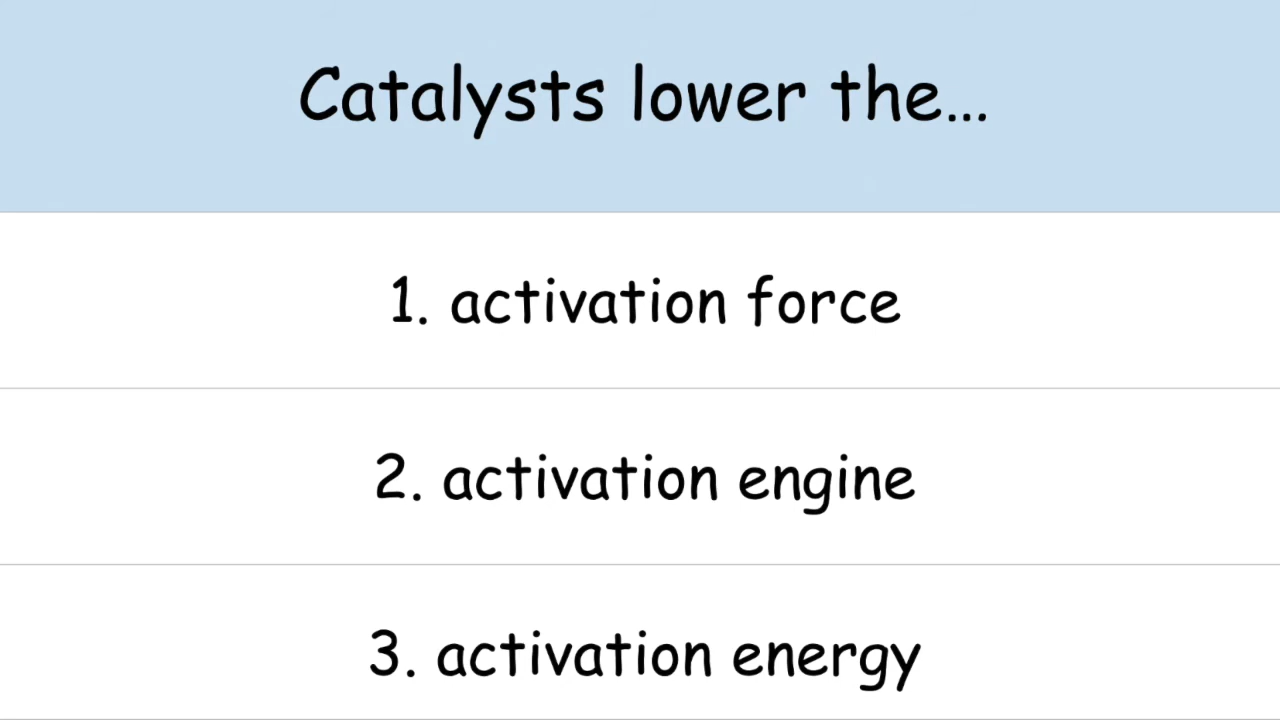 Catalysts lower the...
1. activation force
2. activation engine
3. activation energy